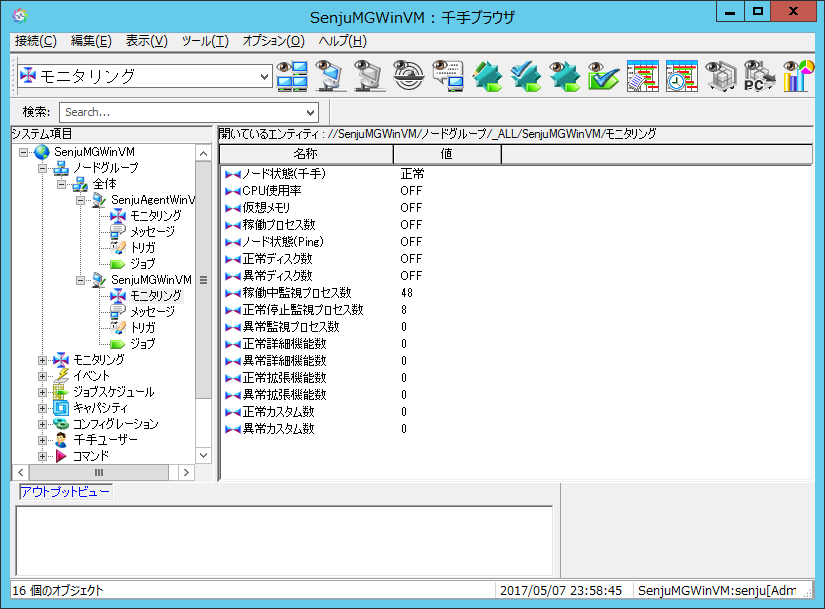 SenjuMGWinVM : 千手ブラウザ
接続(C) 編集(E) 表示(V) ツール(T) オプション(O) ヘルプ(H)
モニタリング
PC
検索: Search...
システム項目
SenjuMGWinVM
ノードグループ
全体
SenjuAgentWinV
モニタリング
メッセージ
トリガ
ジョブ
SenjuMGWinVM
モニタリング
メッセージ
トリガ
ジョブ
モニタリング
イベント
ジョブスケジュール
キャパシティ
コンフィグレーション
千手ユーザー
コマンド
開いているエンティティ : //SenjuMGWinVM/ノードグループ/_ALL/SenjuMGWinVM/モニタリング
名称 値
ノード状態(千手) 正常
CPU使用率 OFF
仮想メモリ OFF
稼働プロセス数 OFF
ノード状態(Ping) OFF
正常ディスク数 OFF
異常ディスク数 OFF
稼働中監視プロセス数 48
正常停止監視プロセス数 8
異常監視プロセス数 0
正常詳細機能数 0
異常詳細機能数 0
正常拡張機能数 0
異常拡張機能数 0
正常カスタム数 0
異常カスタム数 0
アウトプットビュー
16 個のオブジェクト 2017/05/07 23:58:45 SenjuMGWinVM:senju[Adm